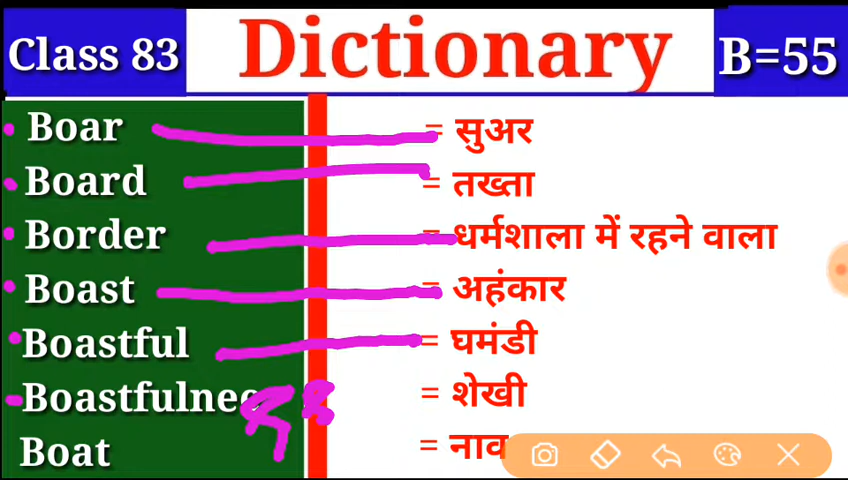 Class 83 Dictionary B=55
Boar = सुअर
Board = तख्ता
Border = धर्मशाला में रहने वाला
Boast = अहंकार
Boastful = घमंडी
= शेखी
Boat = नाव